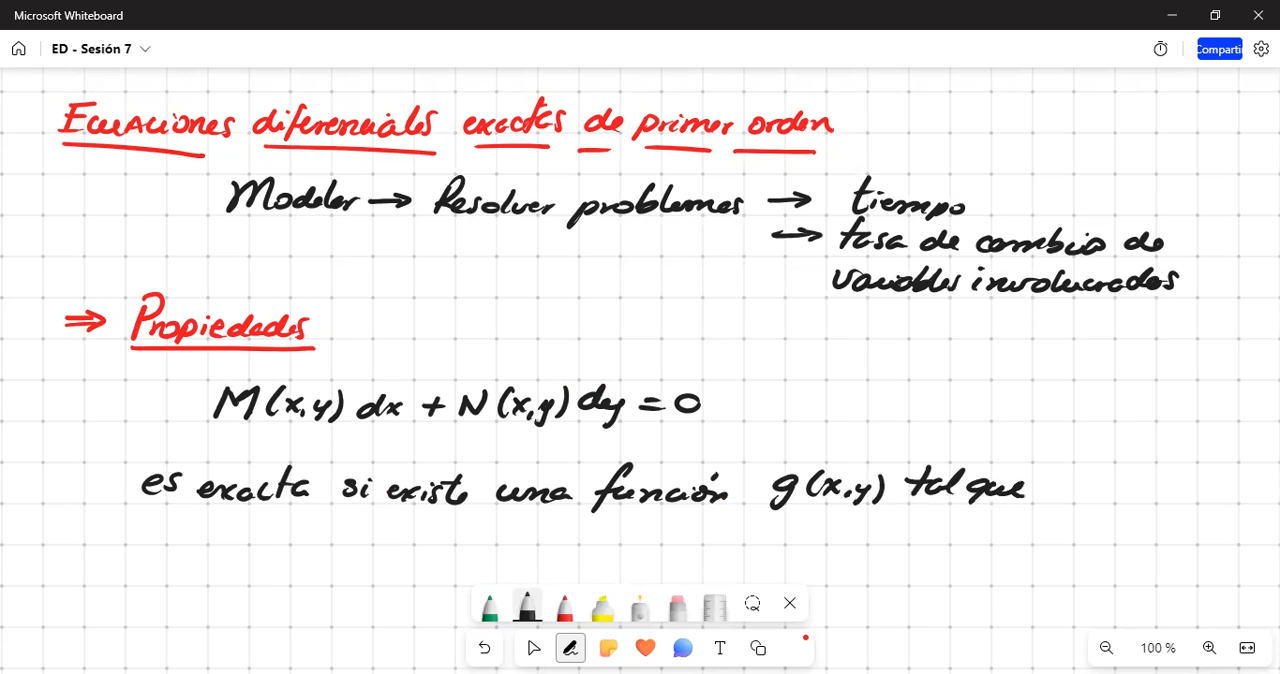 Microsoft Whiteboard
ED - Sesión 7
Compartir
Ecuaciones diferenciales exactas de primer orden
Modelar → Resolver problemas → tiempo
↔ tasa de cambio de
variables involucradas
⇒ Propiedades
M(x,y) dx + N(x,y) dy = 0
es exacta si existe una función g(x,y) tal que
T
100 %